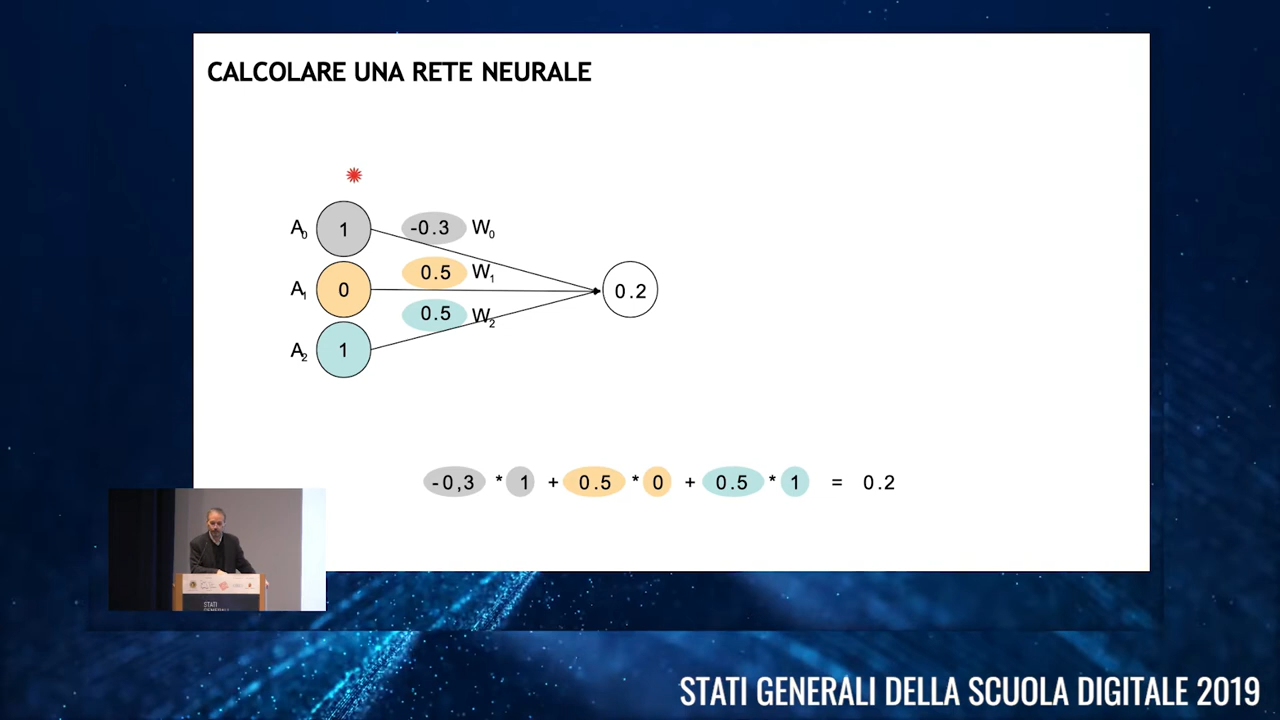 CALCOLARE UNA RETE NEURALE
A0 1 -0.3 W0
A1 0 0.5 W1
0.2
A2 1 0.5 W2
-0,3 * 1 + 0.5 * 0 + 0.5 * 1 = 0.2
STATI
GENERALI
STATI GENERALI DELLA SCUOLA DIGITALE 2019